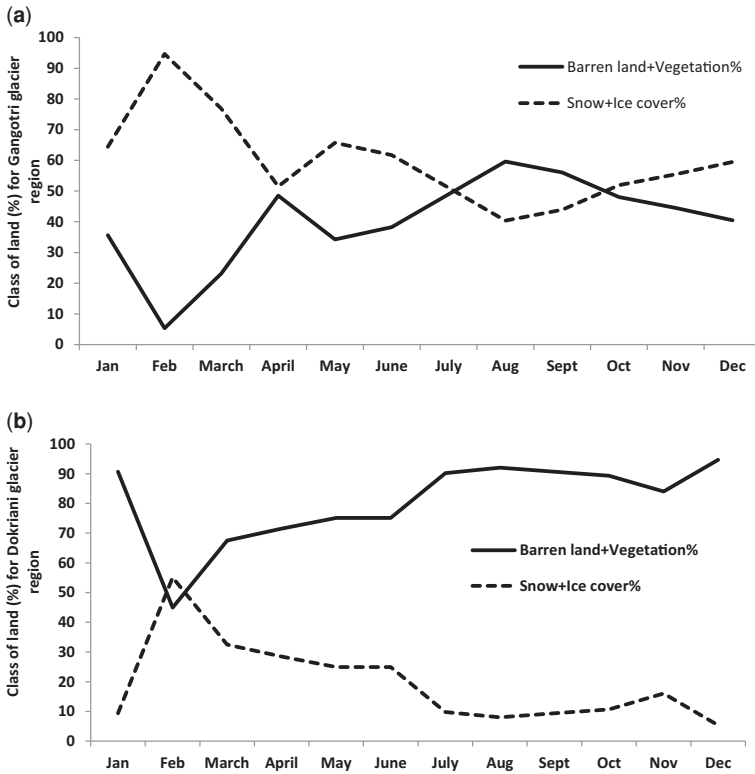 (a)
Class of land (%) for Gangotri glacier
region
100
90
80
70
60
50
40
30
20
10
0
Barren land+Vegetation%
Snow+Ice cover%
Jan Feb March April May June July Aug Sept Oct Nov Dec
(b)
Class of land (%) for Dokriani glacier
region
100
90
80
70
60
50
40
30
20
10
0
Barren land+Vegetation%
Snow+Ice cover%
Jan Feb March April May June July Aug Sept Oct Nov Dec